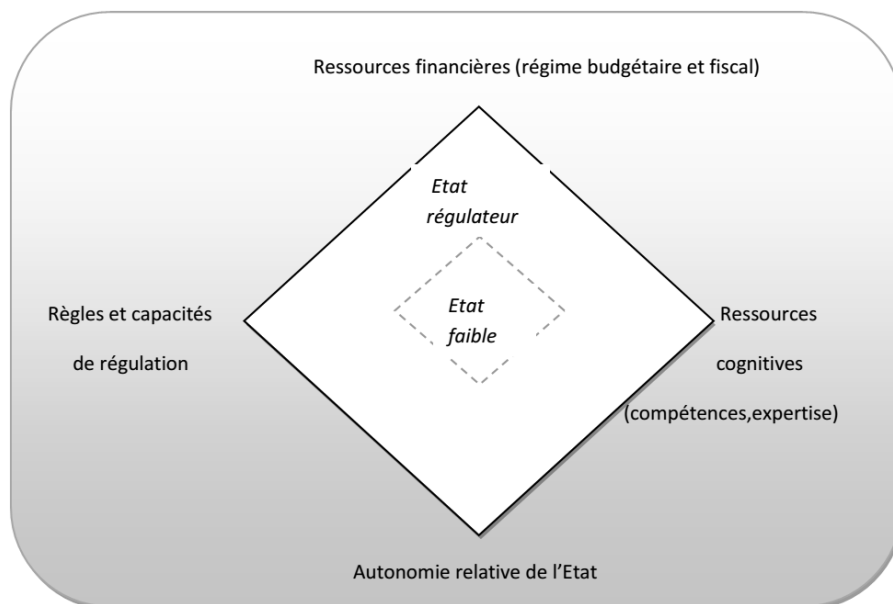 Ressources financières (régime budgétaire et fiscal)
Etat
régulateur
Etat
faible
Règles et capacités
de régulation
Ressources
cognitives
(compétences,expertise)
Autonomie relative de l’Etat